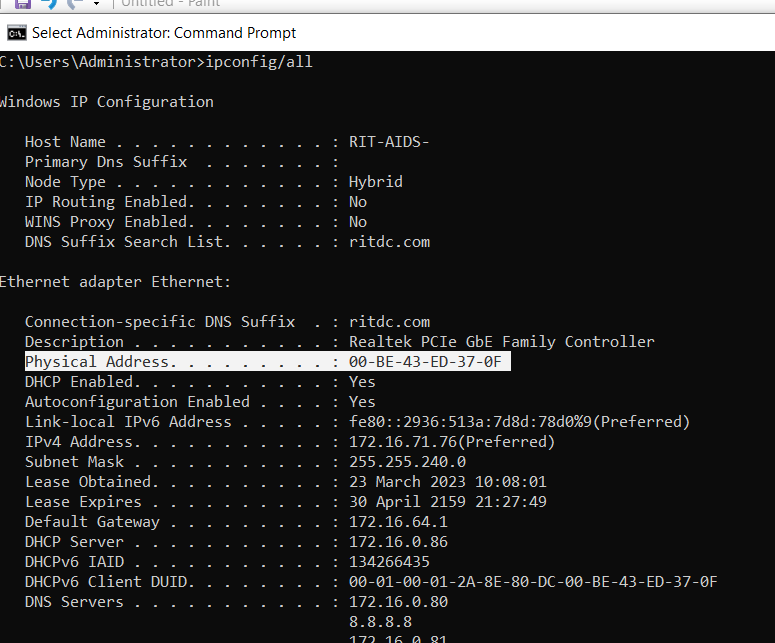 Untitled - Paint
Select Administrator: Command Prompt
C:\Users\Administrator>ipconfig/all
Windows IP Configuration
Host Name . . . . . . . . . . . . : RIT-AIDS-
Primary Dns Suffix  . . . . . . . :
Node Type . . . . . . . . . . . . : Hybrid
IP Routing Enabled. . . . . . . . : No
WINS Proxy Enabled. . . . . . . . : No
DNS Suffix Search List. . . . . . : ritdc.com
Ethernet adapter Ethernet:
Connection-specific DNS Suffix  . : ritdc.com
Description . . . . . . . . . . . : Realtek PCIe GbE Family Controller
Physical Address. . . . . . . . . : 00-BE-43-ED-37-0F
DHCP Enabled. . . . . . . . . . . : Yes
Autoconfiguration Enabled . . . . : Yes
Link-local IPv6 Address . . . . . : fe80::2936:513a:7d8d:78d0%9(Preferred)
IPv4 Address. . . . . . . . . . . : 172.16.71.76(Preferred)
Subnet Mask . . . . . . . . . . . : 255.255.240.0
Lease Obtained. . . . . . . . . . : 23 March 2023 10:08:01
Lease Expires . . . . . . . . . . : 30 April 2159 21:27:49
Default Gateway . . . . . . . . . : 172.16.64.1
DHCP Server . . . . . . . . . . . : 172.16.0.86
DHCPv6 IAID . . . . . . . . . . . : 134266435
DHCPv6 Client DUID. . . . . . . . : 00-01-00-01-2A-8E-80-DC-00-BE-43-ED-37-0F
DNS Servers . . . . . . . . . . . : 172.16.0.80
8.8.8.8
172.16.0.81